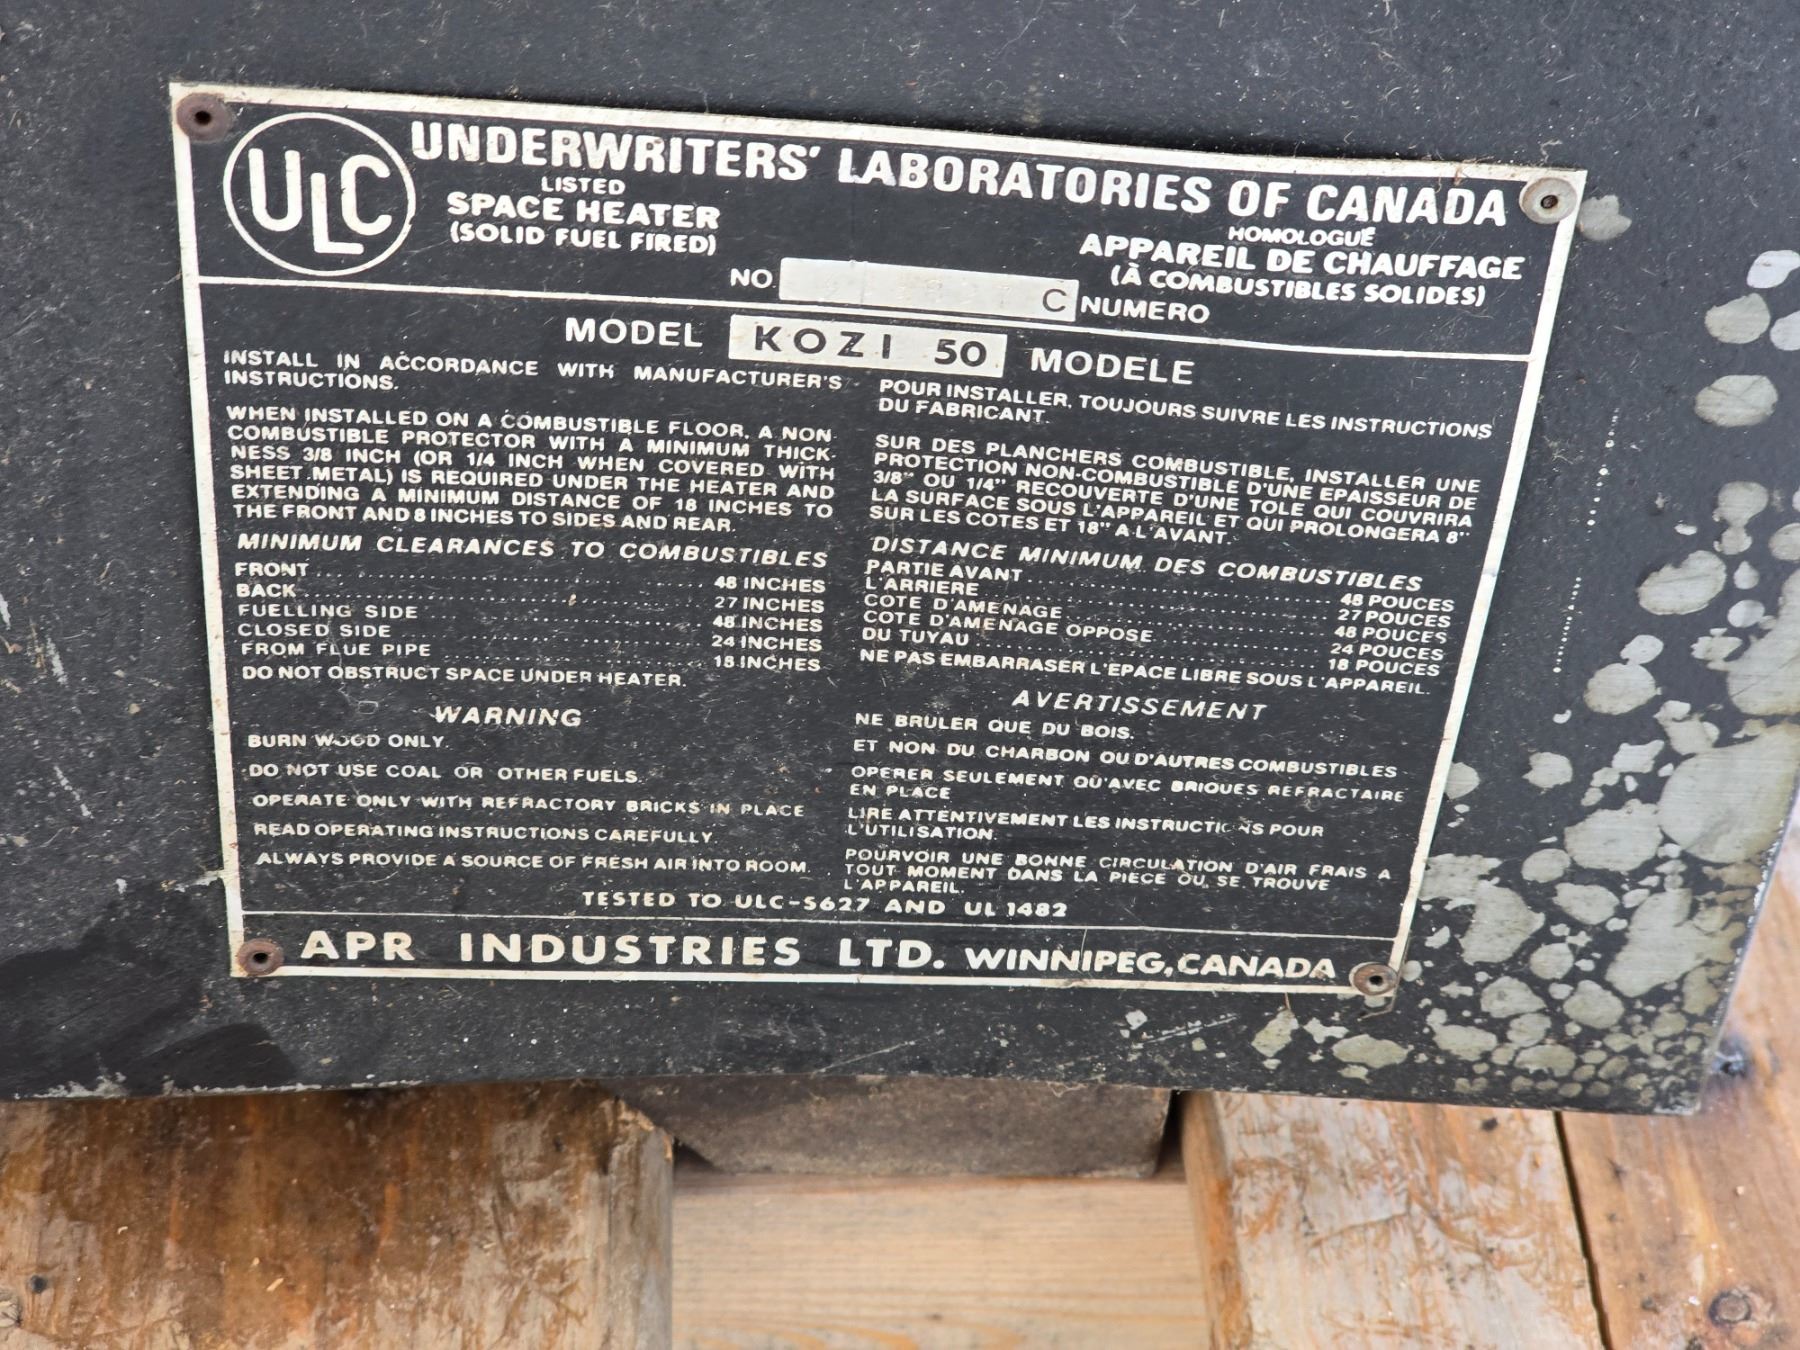 ULC
UNDERWRITERS' LABORATORIES OF CANADA
LISTED
SPACE HEATER
(SOLID FUEL FIRED)
HOMOLOGUÉ
APPAREIL DE CHAUFFAGE
(À COMBUSTIBLES SOLIDES)
NO. C NUMERO
MODEL KOZI 50 MODELE
INSTALL IN ACCORDANCE WITH MANUFACTURER'S
INSTRUCTIONS.
WHEN INSTALLED ON A COMBUSTIBLE FLOOR, A NON-
COMBUSTIBLE PROTECTOR WITH A MINIMUM THICK-
NESS 3/8 INCH (OR 1/4 INCH WHEN COVERED WITH
SHEET METAL) IS REQUIRED UNDER THE HEATER AND
EXTENDING A MINIMUM DISTANCE OF 18 INCHES TO
THE FRONT AND 8 INCHES TO SIDES AND REAR.
MINIMUM CLEARANCES TO COMBUSTIBLES
FRONT 48 INCHES
BACK 27 INCHES
FUELLING SIDE 48 INCHES
CLOSED SIDE 24 INCHES
FROM FLUE PIPE 18 INCHES
DO NOT OBSTRUCT SPACE UNDER HEATER.
WARNING
BURN WOOD ONLY.
DO NOT USE COAL OR OTHER FUELS.
OPERATE ONLY WITH REFRACTORY BRICKS IN PLACE
READ OPERATING INSTRUCTIONS CAREFULLY.
ALWAYS PROVIDE A SOURCE OF FRESH AIR INTO ROOM.
POUR INSTALLER, TOUJOURS SUIVRE LES INSTRUCTIONS
DU FABRICANT.
SUR DES PLANCHERS COMBUSTIBLE, INSTALLER UNE
PROTECTION NON-COMBUSTIBLE D'UNE EPAISSEUR DE
3/8" OU 1/4" RECOUVERTE D'UNE TOLE QUI COUVRIRA
LA SURFACE SOUS L'APPAREIL ET QUI PROLONGERA 8"
SUR LES COTES ET 18" A L'AVANT.
DISTANCE MINIMUM DES COMBUSTIBLES
PARTIE AVANT 48 POUCES
L'ARRIERE 27 POUCES
COTE D'AMENAGE 48 POUCES
COTE D'AMENAGE OPPOSE 24 POUCES
DU TUYAU 18 POUCES
NE PAS EMBARRASER L'EPACE LIBRE SOUS L'APPAREIL.
AVERTISSEMENT
NE BRULER QUE DU BOIS.
ET NON DU CHARBON OU D'AUTRES COMBUSTIBLES
OPERER SEULEMENT QU'AVEC BRIQUES REFRACTAIRE
EN PLACE
LIRE ATTENTIVEMENT LES INSTRUCTIONS POUR
L'UTILISATION.
POURVOIR UNE BONNE CIRCULATION D'AIR FRAIS A
TOUT MOMENT DANS LA PIECE OU SE TROUVE
L'APPAREIL.
TESTED TO ULC-S627 AND UL 1482
APR INDUSTRIES LTD. WINNIPEG, CANADA